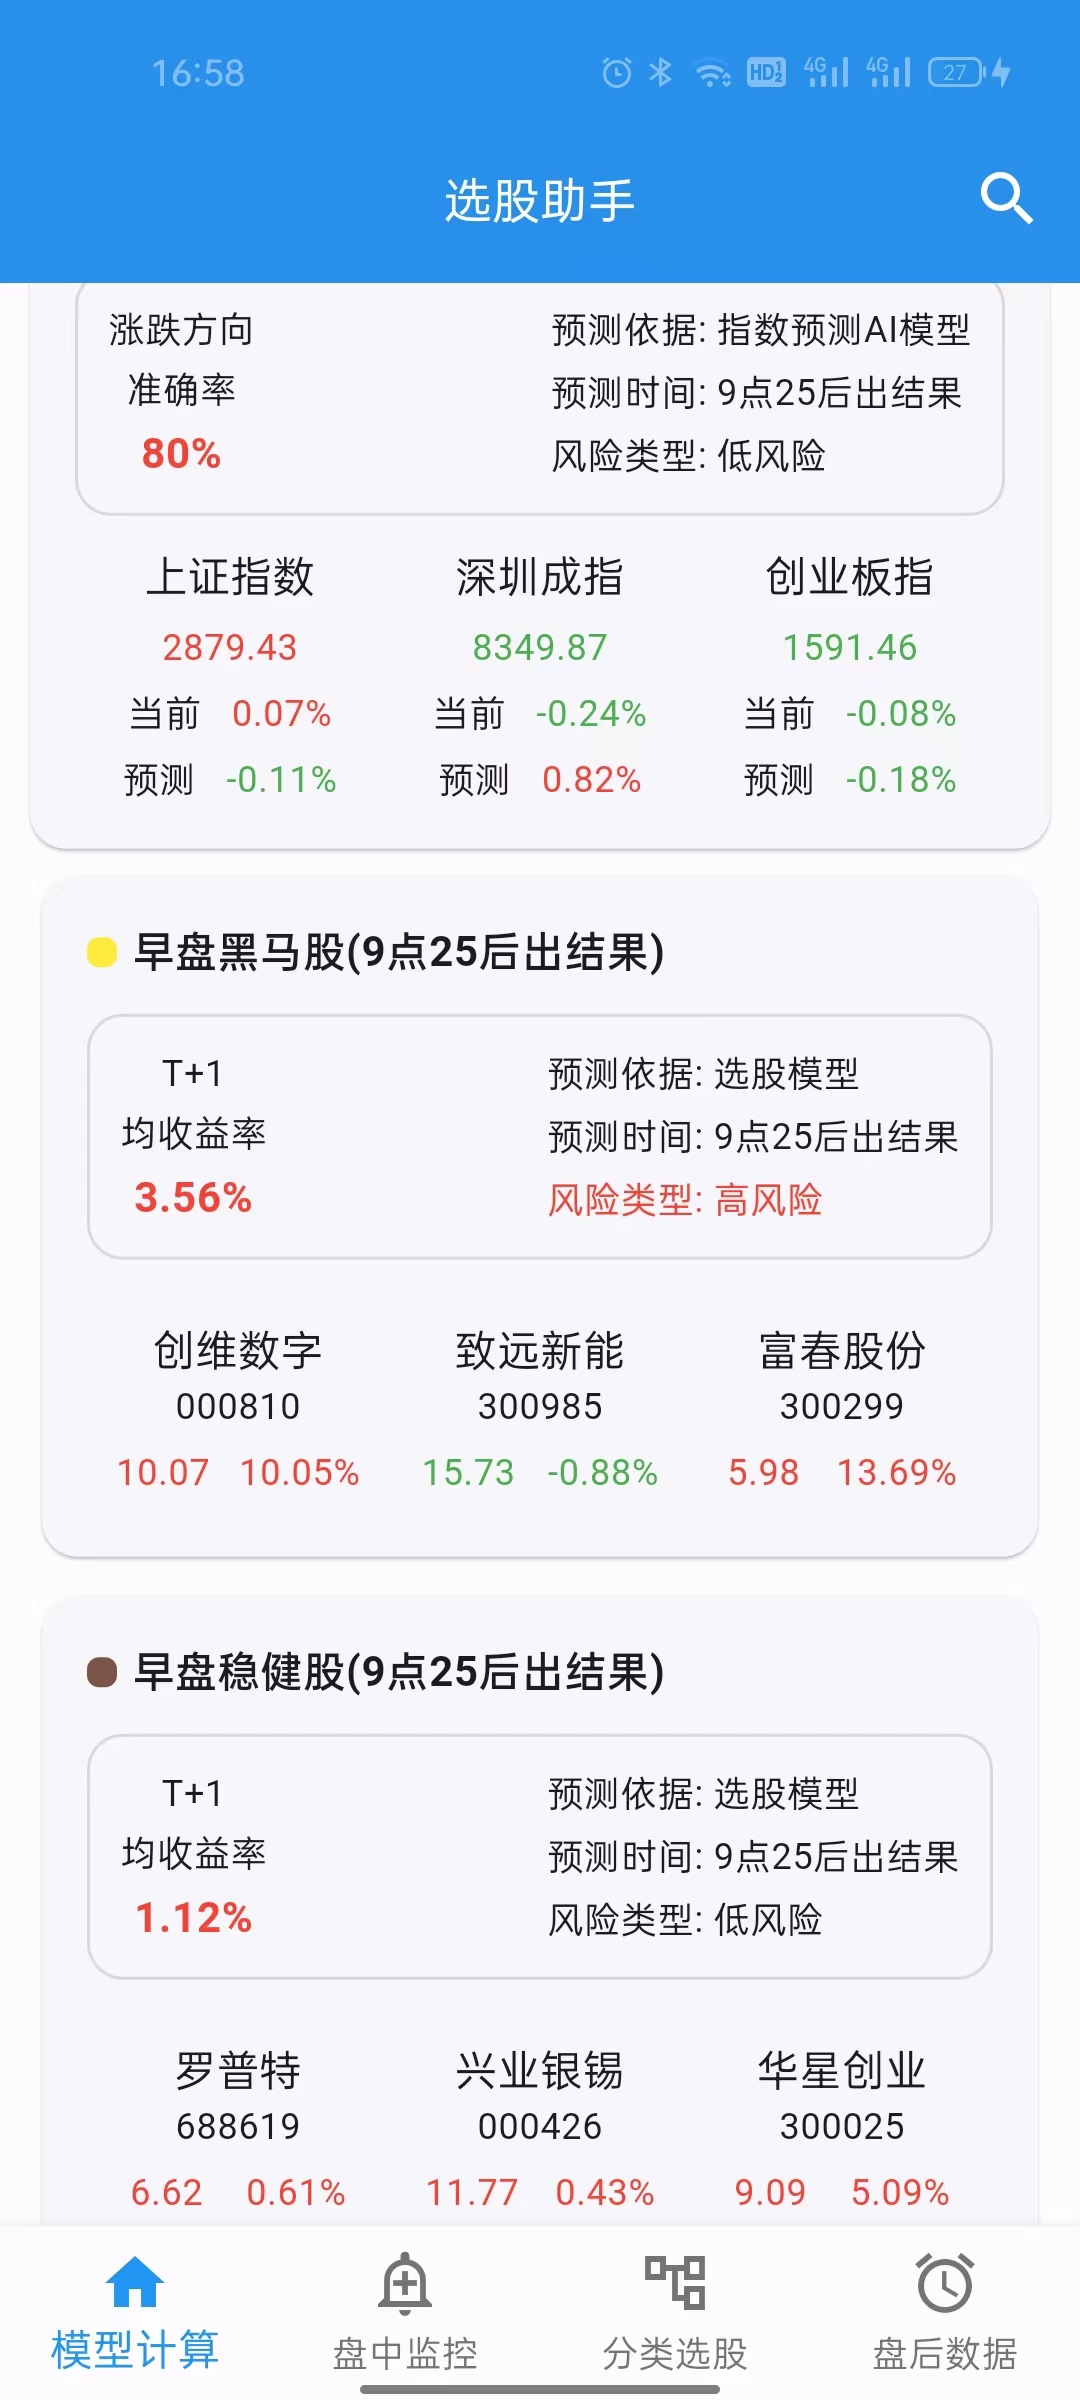 16:58
HD 1 2 4G 4G 27
选股助手
涨跌方向
准确率
80%
预测依据: 指数预测AI模型
预测时间: 9点25后出结果
风险类型: 低风险
上证指数 深圳成指 创业板指
2879.43 8349.87 1591.46
当前 0.07% 当前 -0.24% 当前 -0.08%
预测 -0.11% 预测 0.82% 预测 -0.18%
早盘黑马股(9点25后出结果)
T+1
均收益率
3.56%
预测依据: 选股模型
预测时间: 9点25后出结果
风险类型: 高风险
创维数字 致远新能 富春股份
000810 300985 300299
10.07 10.05% 15.73 -0.88% 5.98 13.69%
早盘稳健股(9点25后出结果)
T+1
均收益率
1.12%
预测依据: 选股模型
预测时间: 9点25后出结果
风险类型: 低风险
罗普特 兴业银锡 华星创业
688619 000426 300025
6.62 0.61% 11.77 0.43% 9.09 5.09%
模型计算 盘中监控 分类选股 盘后数据